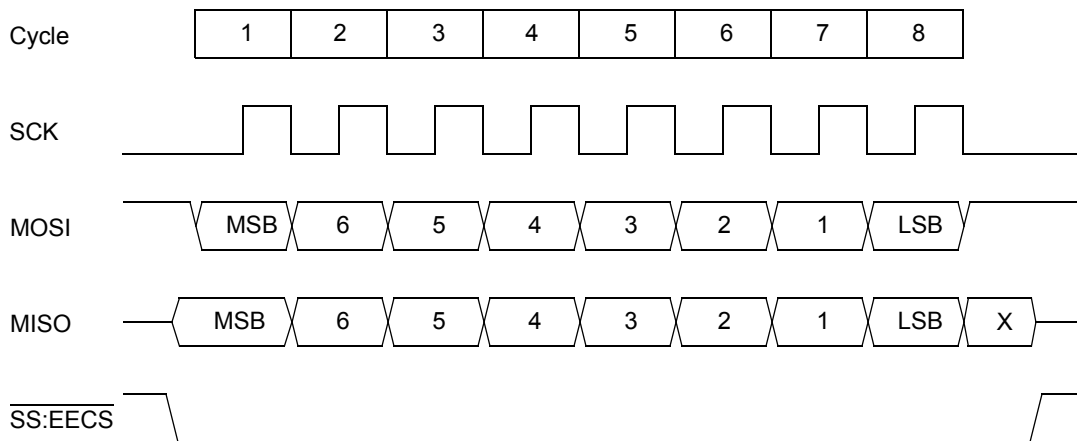 Cycle 1 2 3 4 5 6 7 8
SCK
MOSI MSB 6 5 4 3 2 1 LSB
MISO MSB 6 5 4 3 2 1 LSB X
SS:EECS